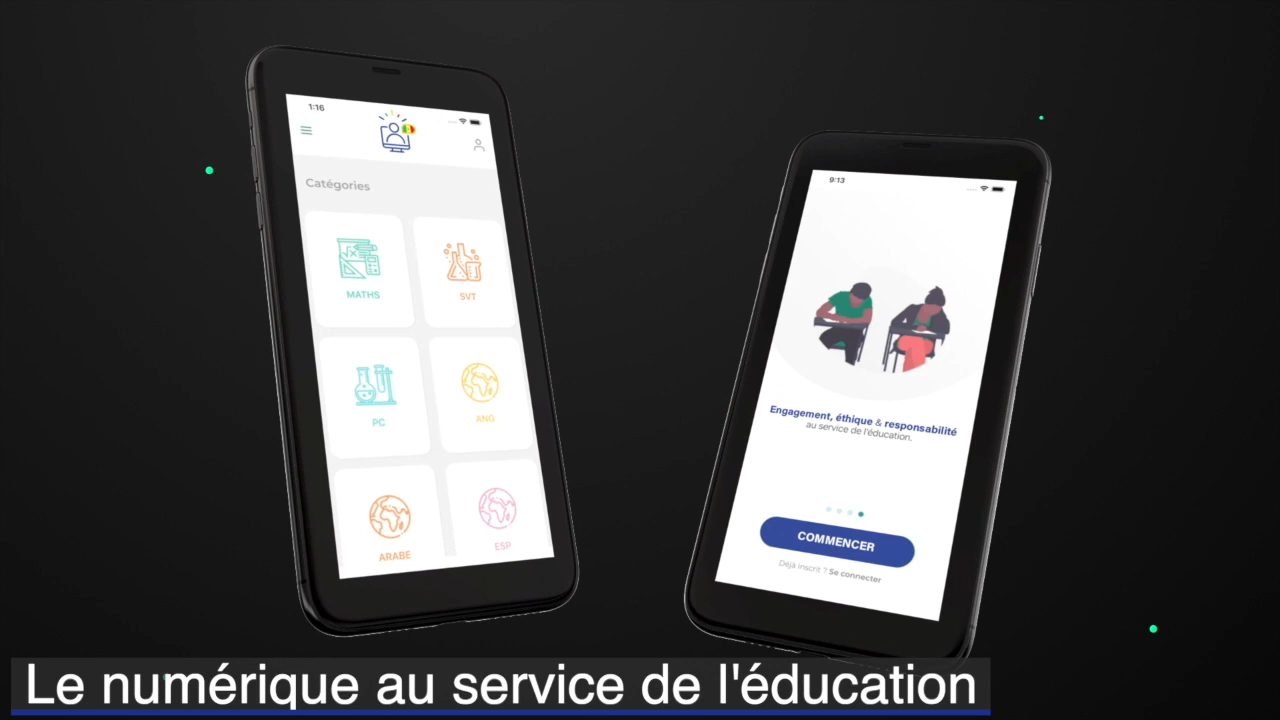 1:16
Catégories
MATHS
SVT
PC
ANG
ARABE
ESP
9:13
Engagement, éthique & responsabilité
au service de l'éducation.
COMMENCER
Déjà inscrit ? Se connecter
Le numérique au service de l'éducation